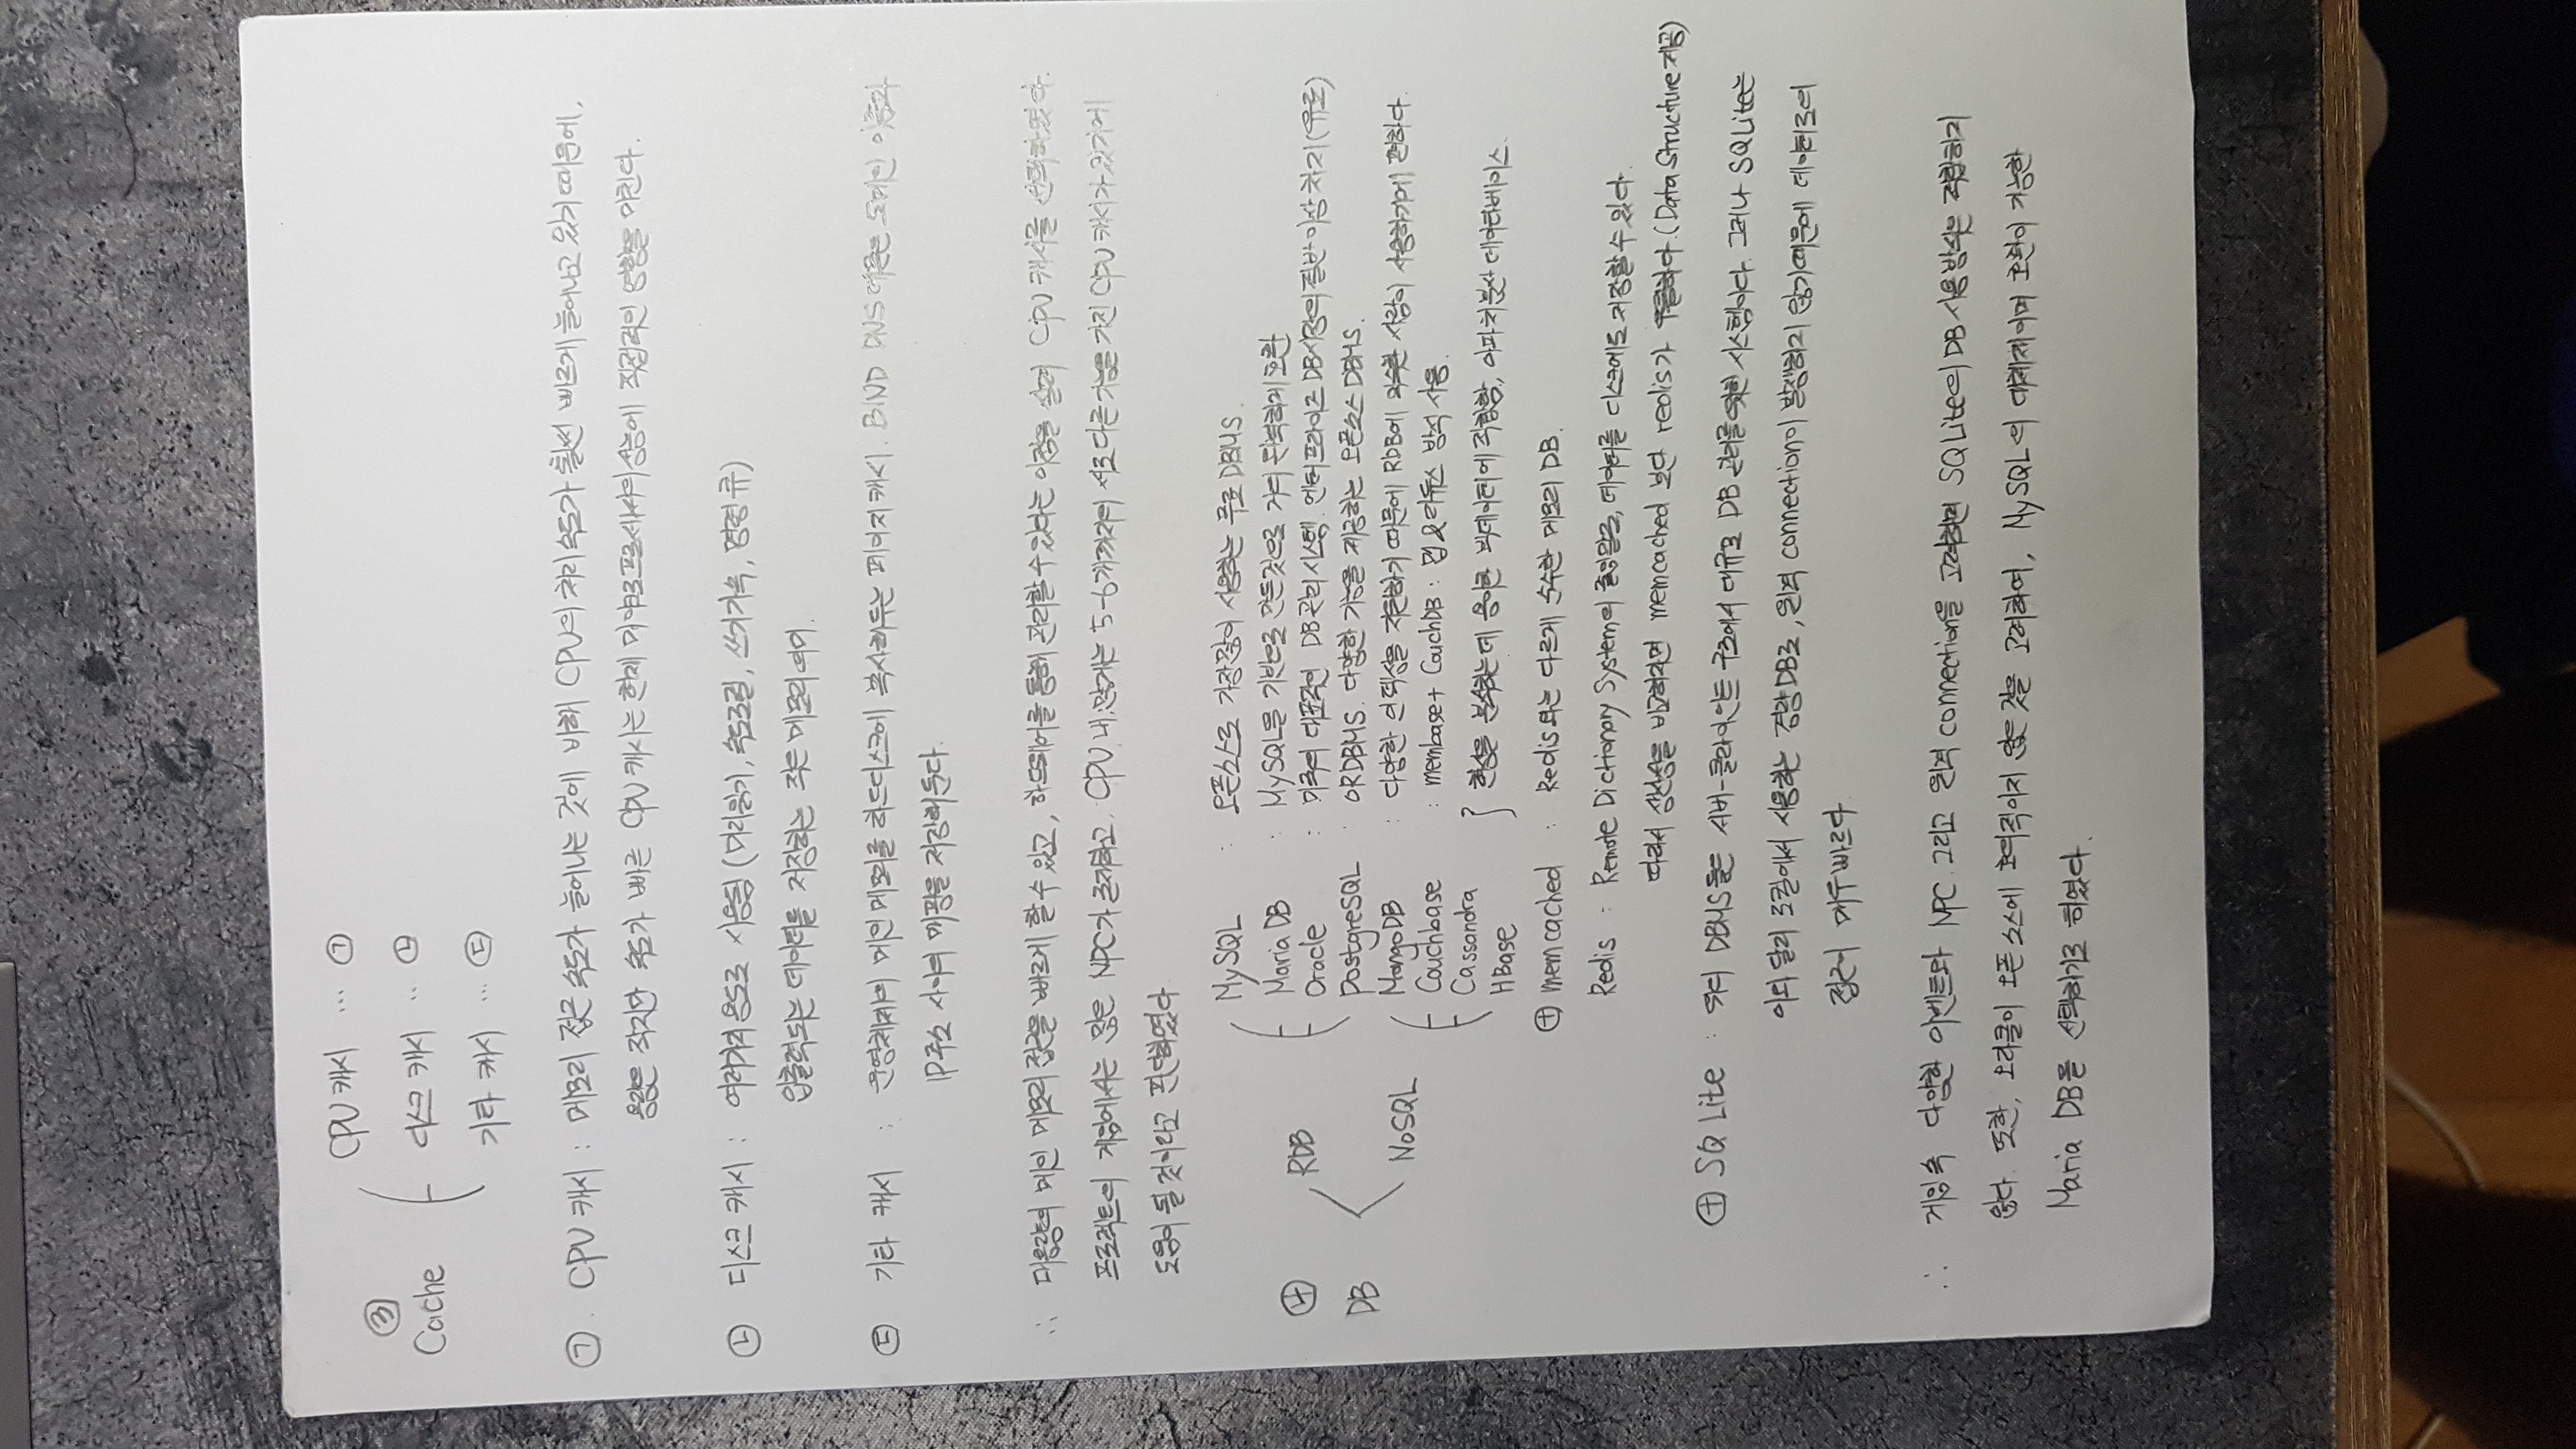 ③ Cache
CPU 캐시 … ㉠
디스크 캐시 .. ㉡
기타 캐시 … ㉢
㉠. CPU 캐시 : 메모리 접근 속도가 늘어나는 것에 비해 CPU의 처리 속도가 훨씬 빠르게 늘어나고 있기 때문에,
용량은 작지만 속도가 빠른 CPU 캐시는 현재 마이크로프로세서의 성능에 직접적인 영향을 미친다.
㉡ 디스크 캐시 : 여러가지 용도로 사용됨 (미리읽기, 속도조절, 쓰기가속, 명령 큐)
입출력되는 데이터를 저장하는 작은 메모리이며.
㉢ 기타 캐시 : 운영체제의 메인 메모리를 하드디스크에 복사해두는 페이지 캐시. BIND DNS 데몬은 도메인 이름과
IP주소 사이의 매핑을 저장해둔다.
∴ 대용량의 메인 메모리 접근을 빠르게 할 수 있고, 하드웨어를 통해 관리할 수 있다는 이점을 살려 CPU 캐시를 선택하였다.
프로젝트의 게임에서는 많은 NPC가 존재하고, CPU 내 많게는 5-6개까지의 서로 다른 기능을 가진 CPU 캐시가 있기에
도움이 될 것이라고 판단하였다
④ DB
RDB
MySQL : 오픈소스로 가장 많이 사용하는 무료 DBMS.
Maria DB : MySQL을 기반으로 만든것으로 거의 완벽하게 호환
Oracle : 미국의 대표적인 DB 관리 시스템. 엔터프라이즈 DB시장의 절반 이상 차지 (유료)
PostgreSQL : ORDBMS. 다양한 기능을 제공하는 오픈소스 DBMS.
NoSQL
MongoDB : 다양한 인덱싱을 지원하기 때문에 RDB에 익숙한 사람이 사용하기에 편하다.
Couchbase : membase + CouchDB : 맵&리듀스 방식 사용.
Cassandra
HBase } 현상을 분석하는데 용이한 빅데이터에 적합함, 아파치 분산 데이터베이스.
⊕ memcached : Redis와는 다르게 순수한 메모리 DB.
Redis : Remote Dictionary System의 줄임말로, 데이터를 디스크에도 저장할 수 있다.
따라서 생산성을 비교하자면 memcached 보단 redis가 우월하다. (Data Structure 제공)
⊕ SQLite : 위의 DBMS들은 서버-클라이언트 구조에서 대규모 DB 관리를 위한 시스템이다. 그러나 SQLite는
이와 달리 로컬에서 사용하는 경량 DB로, 원격 connection이 발생하지 않기 때문에 데이터로의
접근이 매우 빠르다
∴ 게임 속 다양한 이벤트와 NPC 그리고 원격 connection을 고려하면 SQLite의 DB 사용 방식은 적합하지
않다. 또한, 오라클이 오픈 소스에 호의적이지 않은 것을 고려하여, MySQL의 대체재이며 호환이 가능한
Maria DB를 선택하기로 하였다.